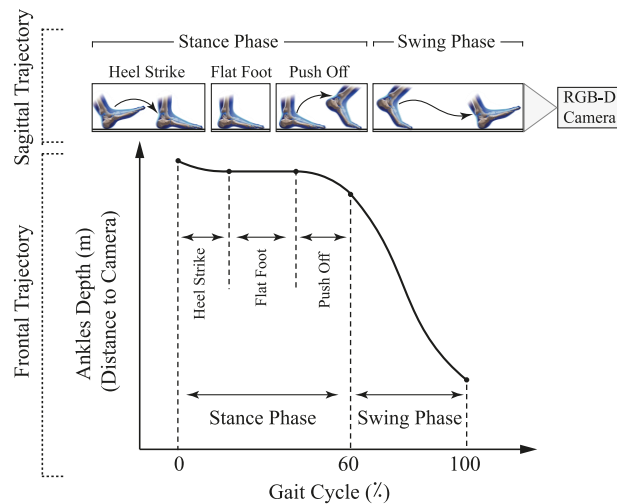 Sagittal Trajectory
Stance Phase
Swing Phase
Heel Strike
Flat Foot
Push Off
RGB-D
Camera
Frontal Trajectory
Ankles Depth (m)
(Distance to Camera)
Heel Strike
Flat Foot
Push Off
Stance Phase
Swing Phase
0
60
100
Gait Cycle (٪)